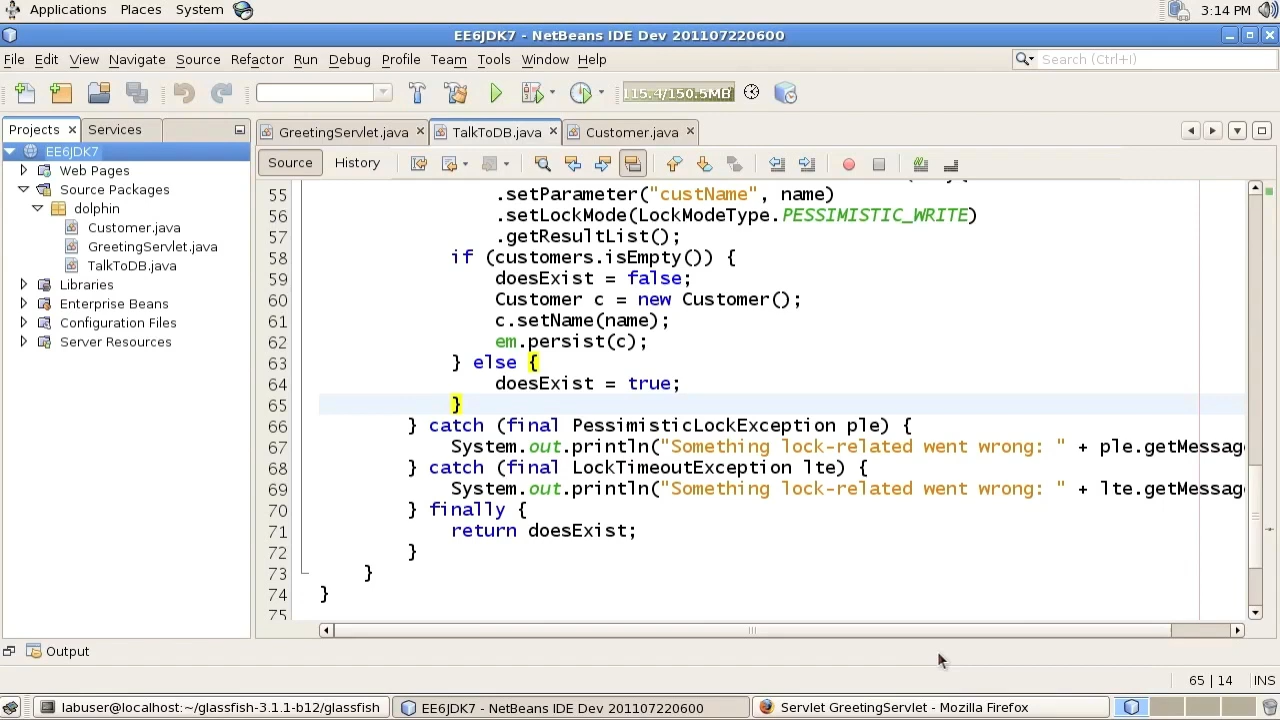 Applications Places System 3:14 PM
EE6JDK7 - NetBeans IDE Dev 201107220600
File Edit View Navigate Source Refactor Run Debug Profile Team Tools Window Help Search (Ctrl+I)
115.4/150.5MB
Projects Services GreetingServlet.java TalkToDB.java Customer.java
Source History
EE6JDK7
Web Pages
Source Packages
dolphin
Customer.java
GreetingServlet.java
TalkToDB.java
Libraries
Enterprise Beans
Configuration Files
Server Resources
55 .setParameter("custName", name)
56 .setLockMode(LockModeType.PESSIMISTIC_WRITE)
57 .getResultList();
58 if (customers.isEmpty()) {
59 doesExist = false;
60 Customer c = new Customer();
61 c.setName(name);
62 em.persist(c);
63 } else {
64 doesExist = true;
65 }
66 } catch (final PessimisticLockException ple) {
67 System.out.println("Something lock-related went wrong: " + ple.getMessag
68 } catch (final LockTimeoutException lte) {
69 System.out.println("Something lock-related went wrong: " + lte.getMessag
70 } finally {
71 return doesExist;
72 }
73 }
74 }
75
Output
65 | 14 INS
labuser@localhost:~/glassfish-3.1.1-b12/glassfish EE6JDK7 - NetBeans IDE Dev 201107220600 Servlet GreetingServlet - Mozilla Firefox